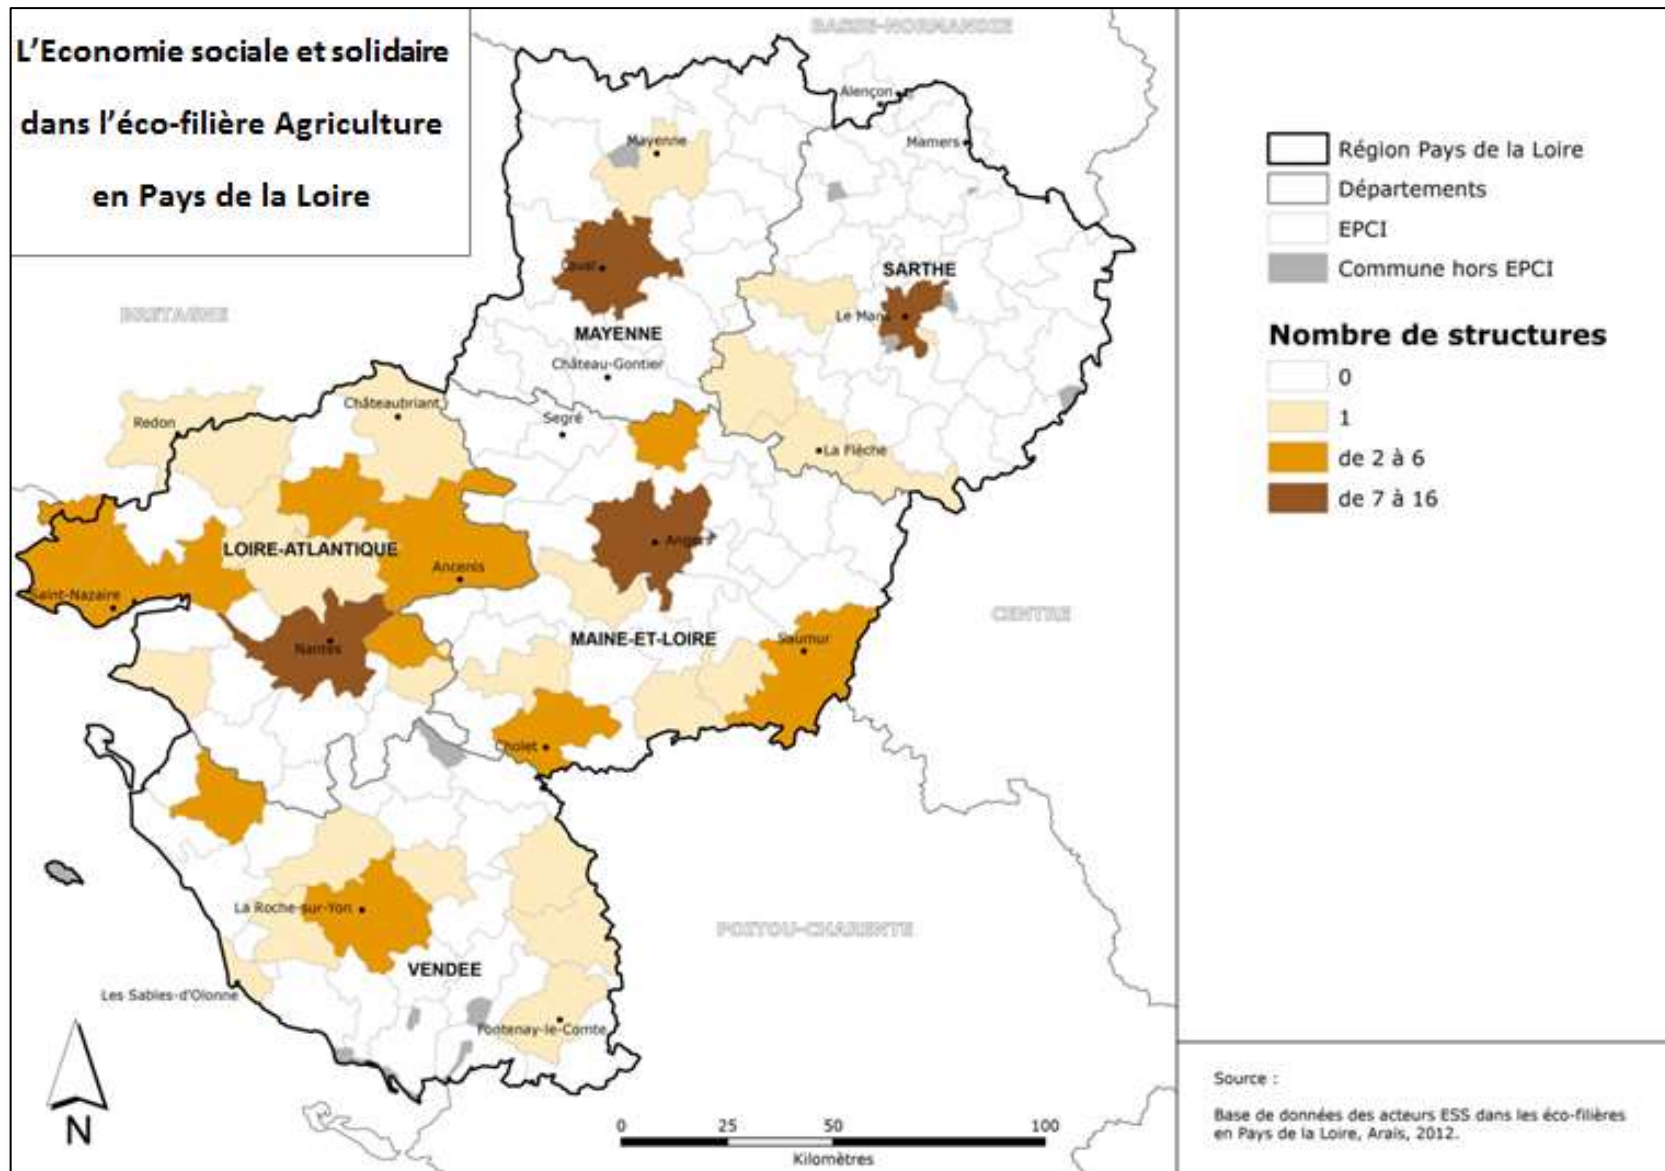 L'Economie sociale et solidaire
dans l'éco-filière Agriculture
en Pays de la Loire
BASSE-NORMANDIE
Alençon
Mamers
Mayenne
Laval
SARTHE
Le Mans
BRETAGNE
MAYENNE
Château-Gontier
Châteaubriant
Redon
Segré
La Flèche
LOIRE-ATLANTIQUE
Angers
Ancenis
Saint-Nazaire
CENTRE
MAINE-ET-LOIRE
Saumur
Nantes
Cholet
La Roche-sur-Yon
POITOU-CHARENTE
VENDEE
Les Sables-d'Olonne
Fontenay-le-Comte
N
0 25 50 100
Kilomètres
Région Pays de la Loire
Départements
EPCI
Commune hors EPCI
Nombre de structures
0
1
de 2 à 6
de 7 à 16
Source :
Base de données des acteurs ESS dans les éco-filières
en Pays de la Loire, Arais, 2012.